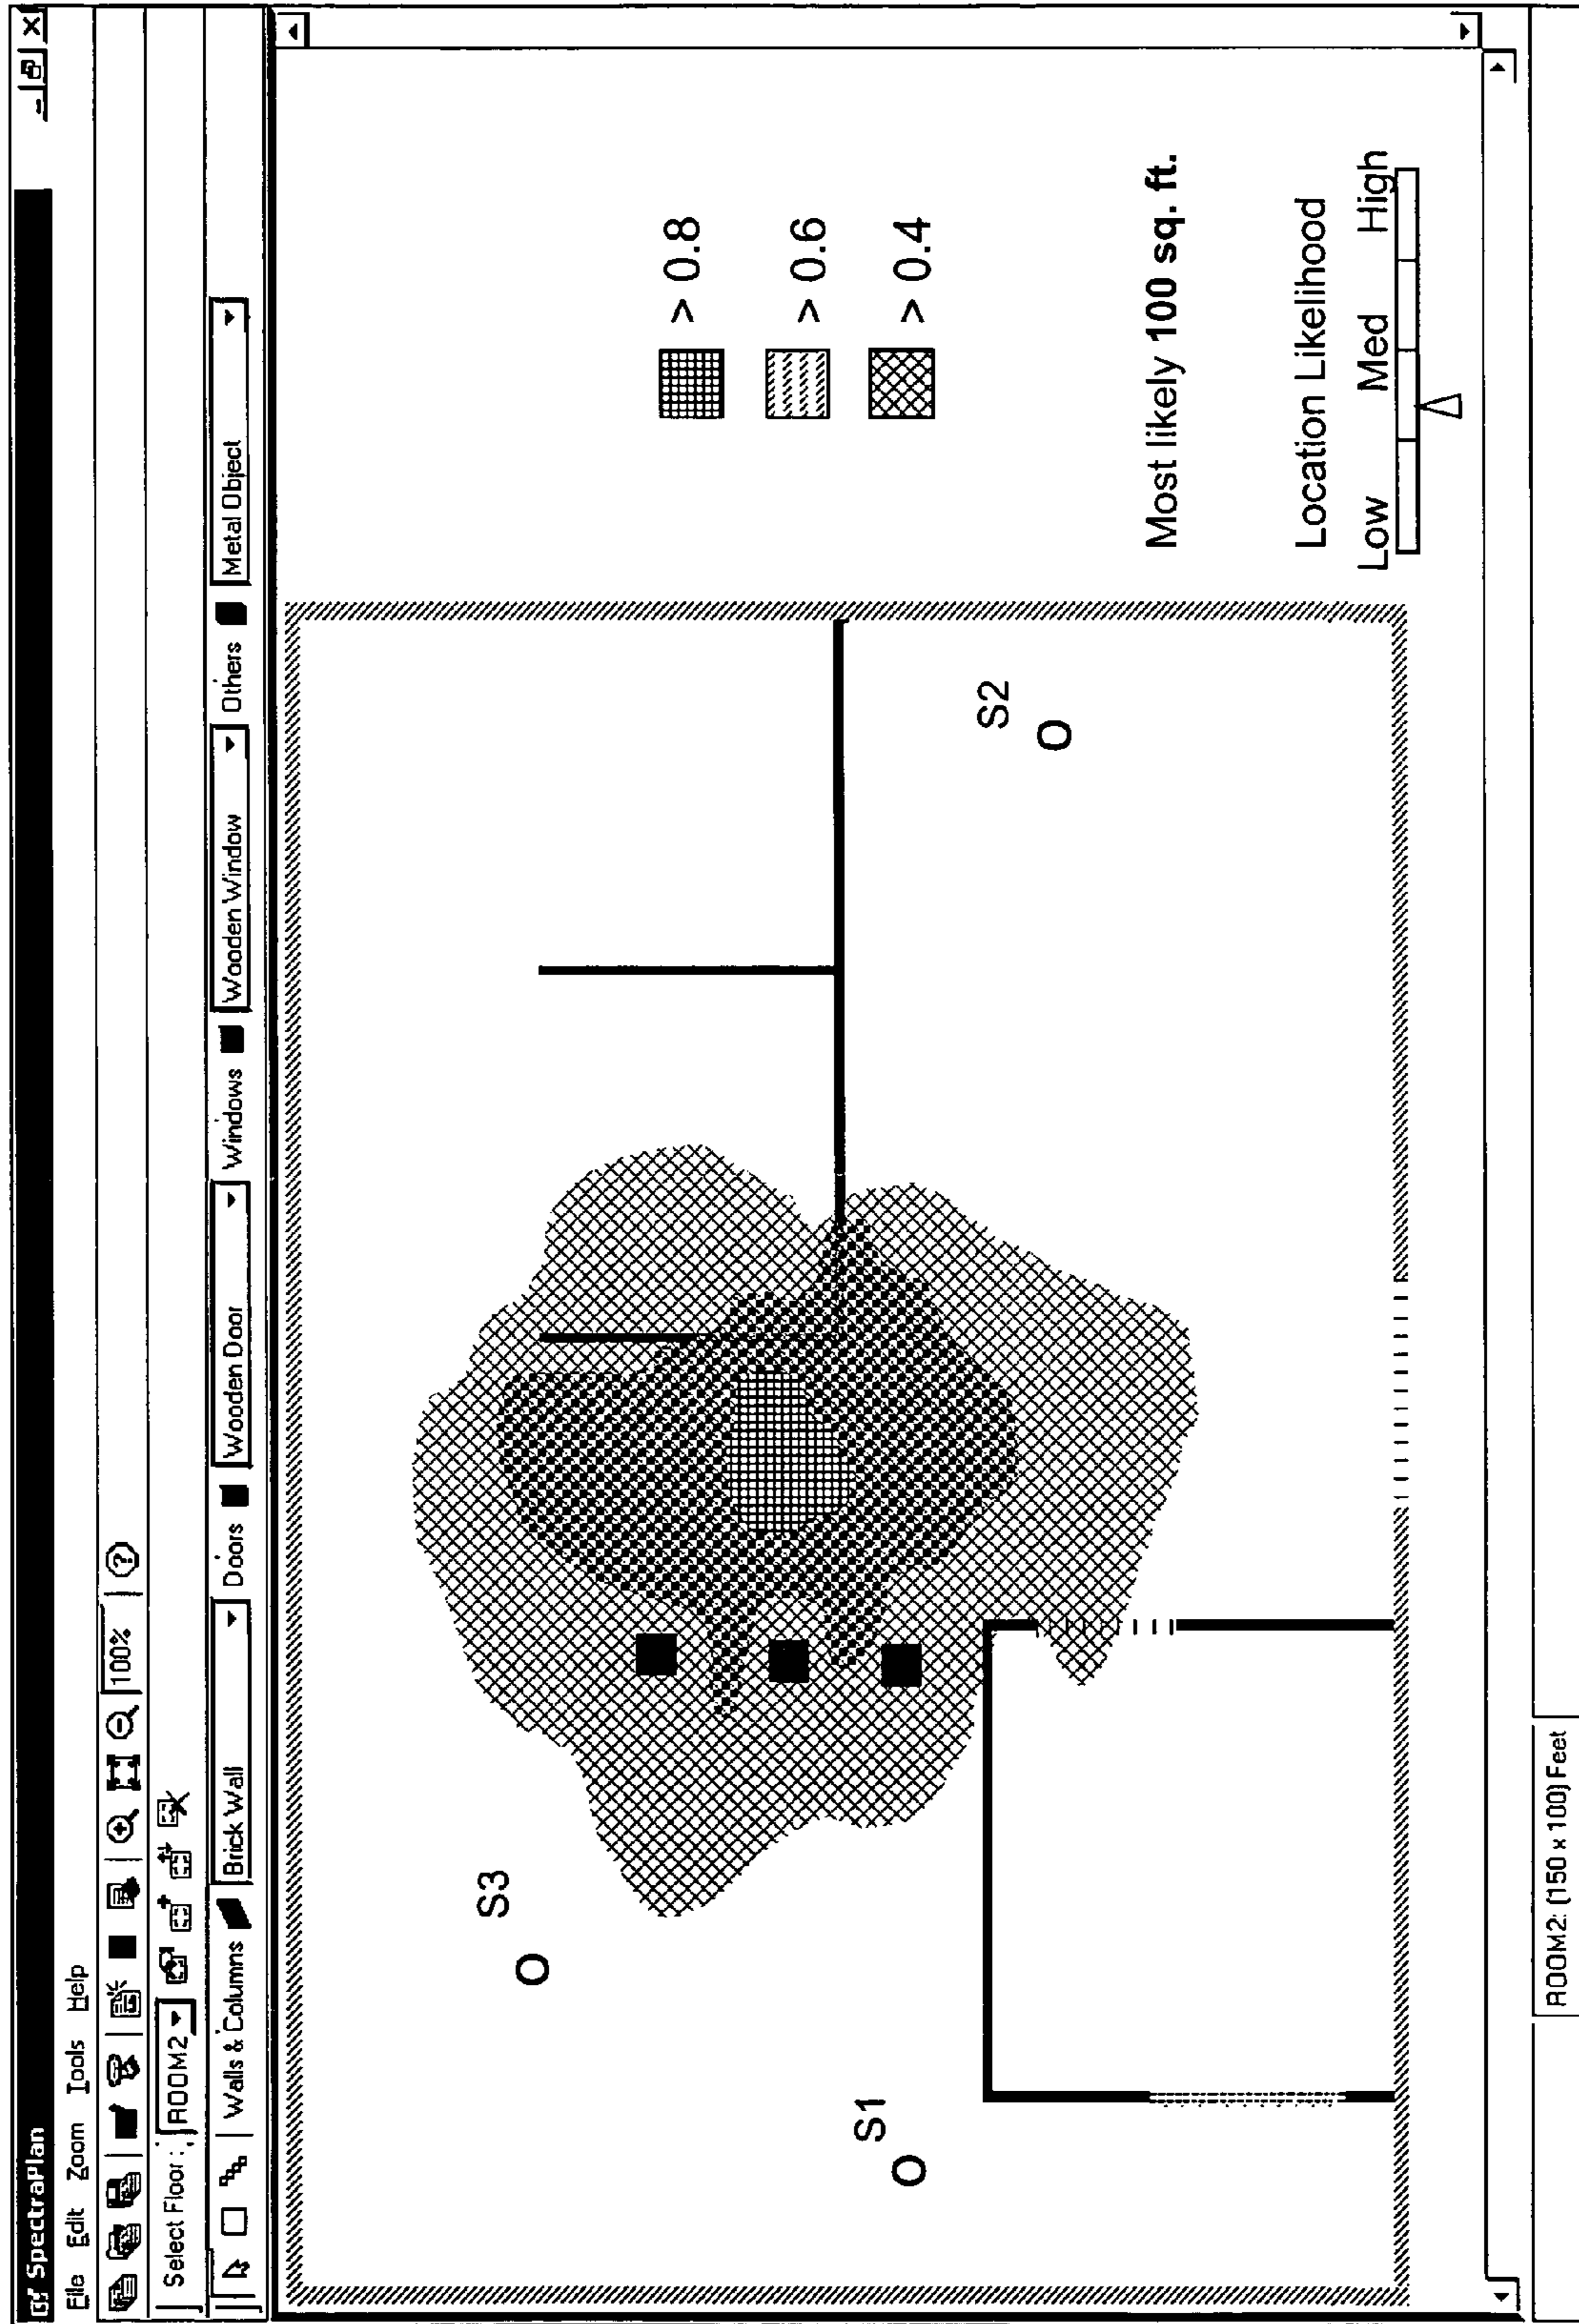 SpectraPlan
File Edit Zoom Tools Help
100%
Select Floor : ROOM2
Walls & Columns Brick Wall Doors Wooden Door Windows Wooden Window Others Metal Object
S3
S1
S2
> 0.8
> 0.6
> 0.4
Most likely 100 sq. ft.
Location Likelihood
Low Med High
ROOM2: (150 x 100) Feet